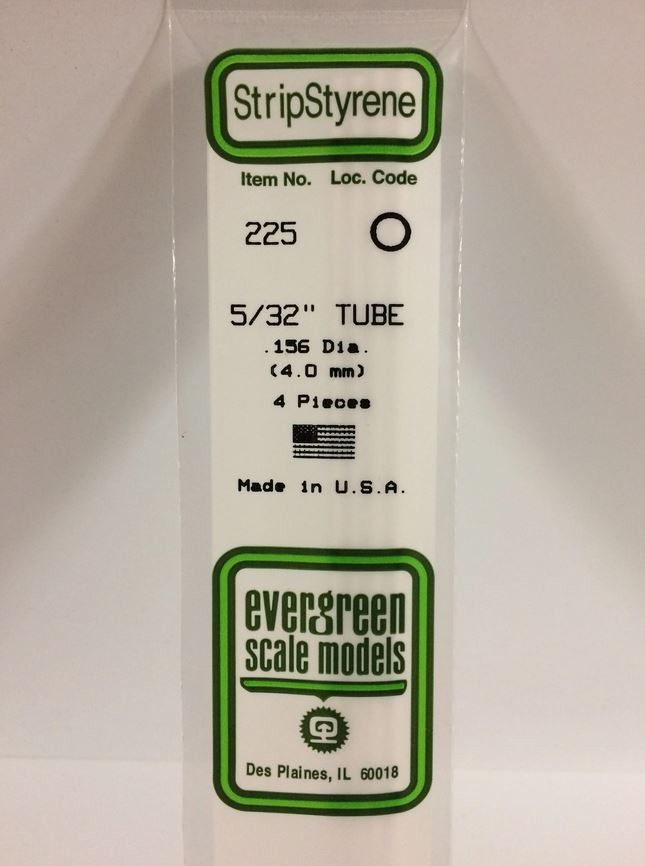 StripStyrene
Item No. Loc. Code
225
5/32" TUBE
.156 Dia.
(4.0 mm)
4 Pieces
Made in U.S.A.
evergreen
scale models
Des Plaines, IL 60018